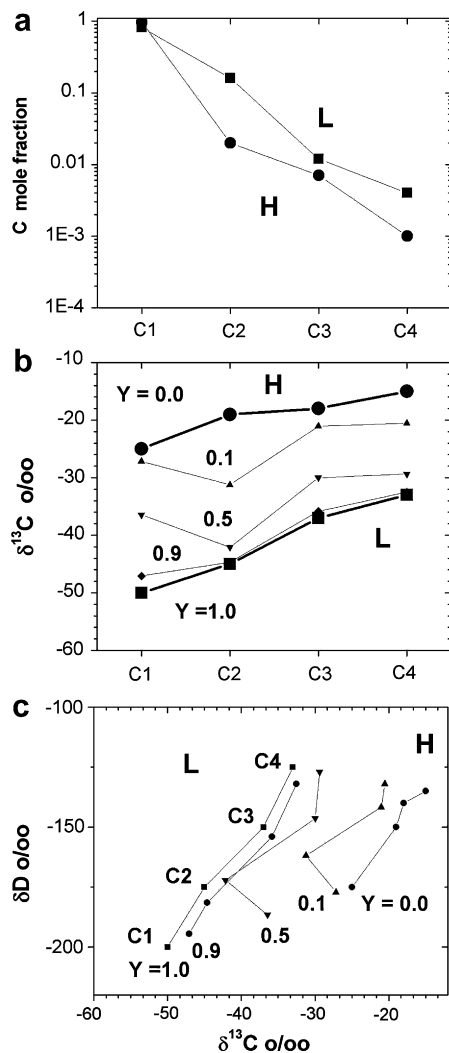 a
1
0.1
0.01
1E-3
1E-4
C mole fraction
L
H
C1 C2 C3 C4
b
-10
-20
-30
-40
-50
-60
δ¹³C o/oo
H
Y = 0.0
0.1
0.5
0.9
L
Y =1.0
C1 C2 C3 C4
c
-100
-150
-200
δD o/oo
L
H
C4
C3
C2
C1
Y =1.0
0.9
0.5
0.1
Y = 0.0
-60 -50 -40 -30 -20
δ¹³C o/oo